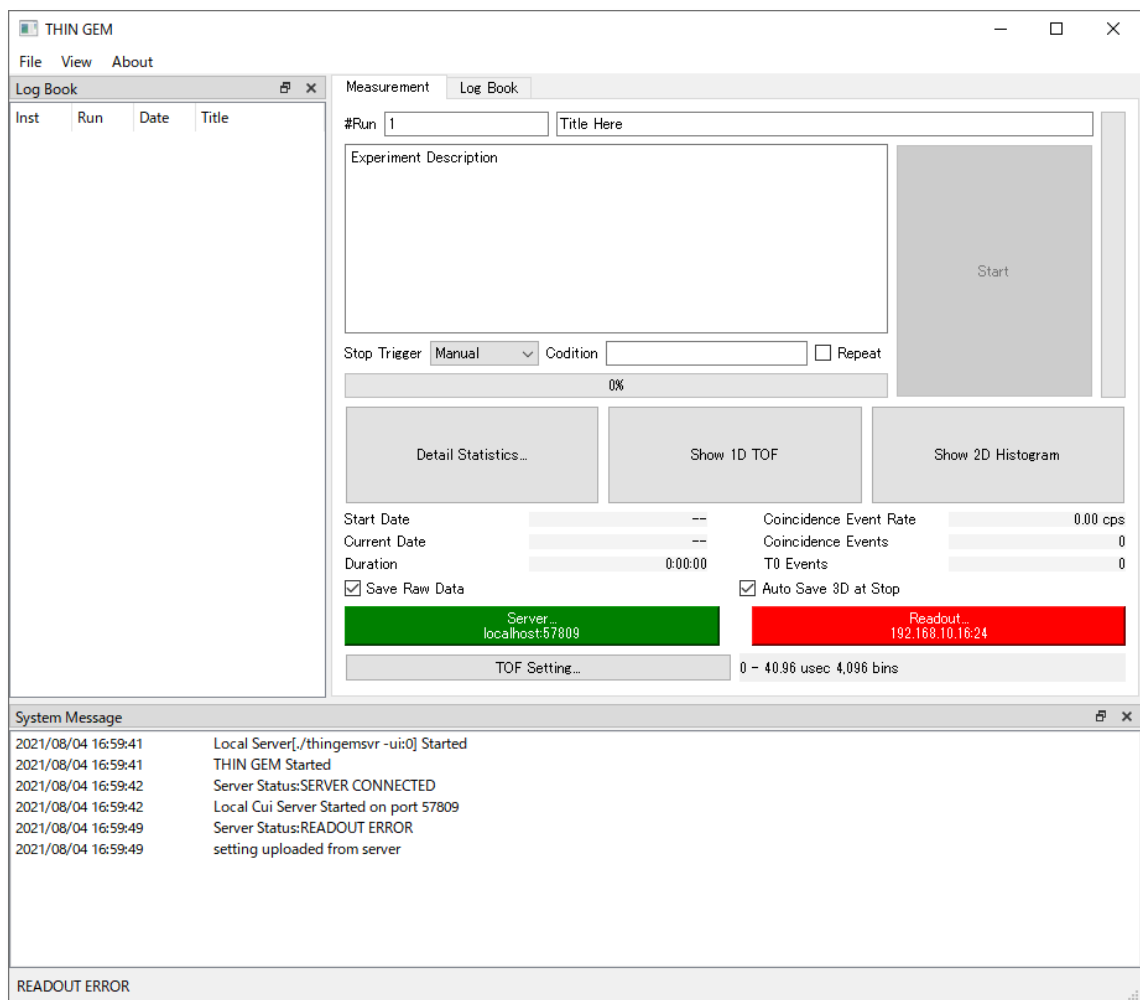 THIN GEM
File View About
Log Book
Inst Run Date Title
Measurement Log Book
#Run 1 Title Here
Experiment Description
Start
Stop Trigger Manual Codition Repeat
0%
Detail Statistics... Show 1D TOF Show 2D Histogram
Start Date -- Coincidence Event Rate 0.00 cps
Current Date -- Coincidence Events 0
Duration 0:00:00 T0 Events 0
Save Raw Data Auto Save 3D at Stop
Server...
localhost:57809
Readout...
192.168.10.16:24
TOF Setting... 0 - 40.96 usec 4,096 bins
System Message
2021/08/04 16:59:41 Local Server[./thingemsvr -ui:0] Started
2021/08/04 16:59:41 THIN GEM Started
2021/08/04 16:59:42 Server Status:SERVER CONNECTED
2021/08/04 16:59:42 Local Cui Server Started on port 57809
2021/08/04 16:59:49 Server Status:READOUT ERROR
2021/08/04 16:59:49 setting uploaded from server
READOUT ERROR